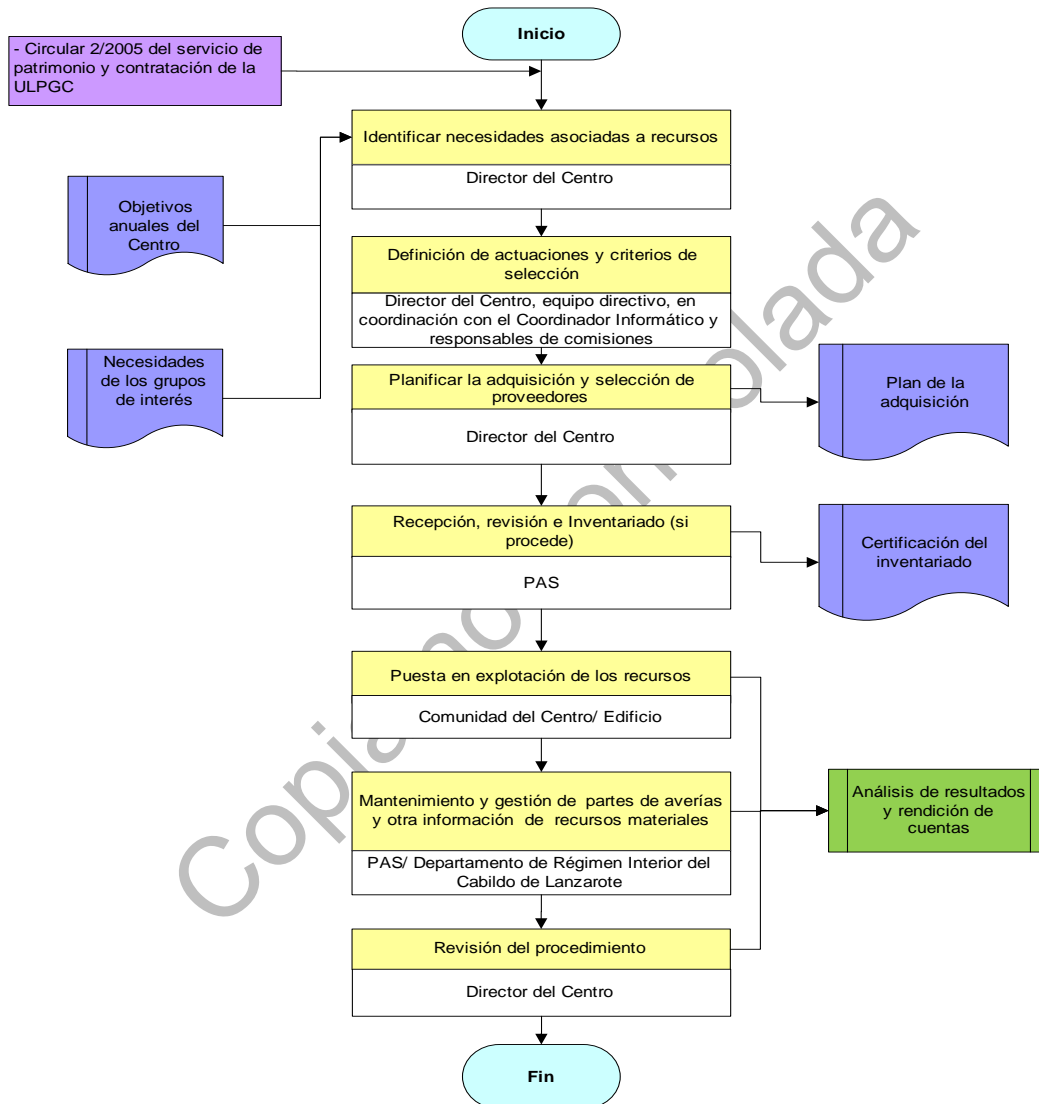 Inicio
- Circular 2/2005 del servicio de
patrimonio y contratación de la
ULPGC
Identificar necesidades asociadas a recursos
Director del Centro
Objetivos
anuales del
Centro
Definición de actuaciones y criterios de
selección
Director del Centro, equipo directivo, en
coordinación con el Coordinador Informático y
responsables de comisiones
Necesidades
de los grupos
de interés
Planificar la adquisición y selección de
proveedores
Director del Centro
Plan de la
adquisición
Recepción, revisión e Inventariado (si
procede)
PAS
Certificación del
inventariado
Puesta en explotación de los recursos
Comunidad del Centro/ Edificio
Mantenimiento y gestión de partes de averías
y otra información de recursos materiales
PAS/ Departamento de Régimen Interior del
Cabildo de Lanzarote
Análisis de resultados
y rendición de
cuentas
Revisión del procedimiento
Director del Centro
Fin